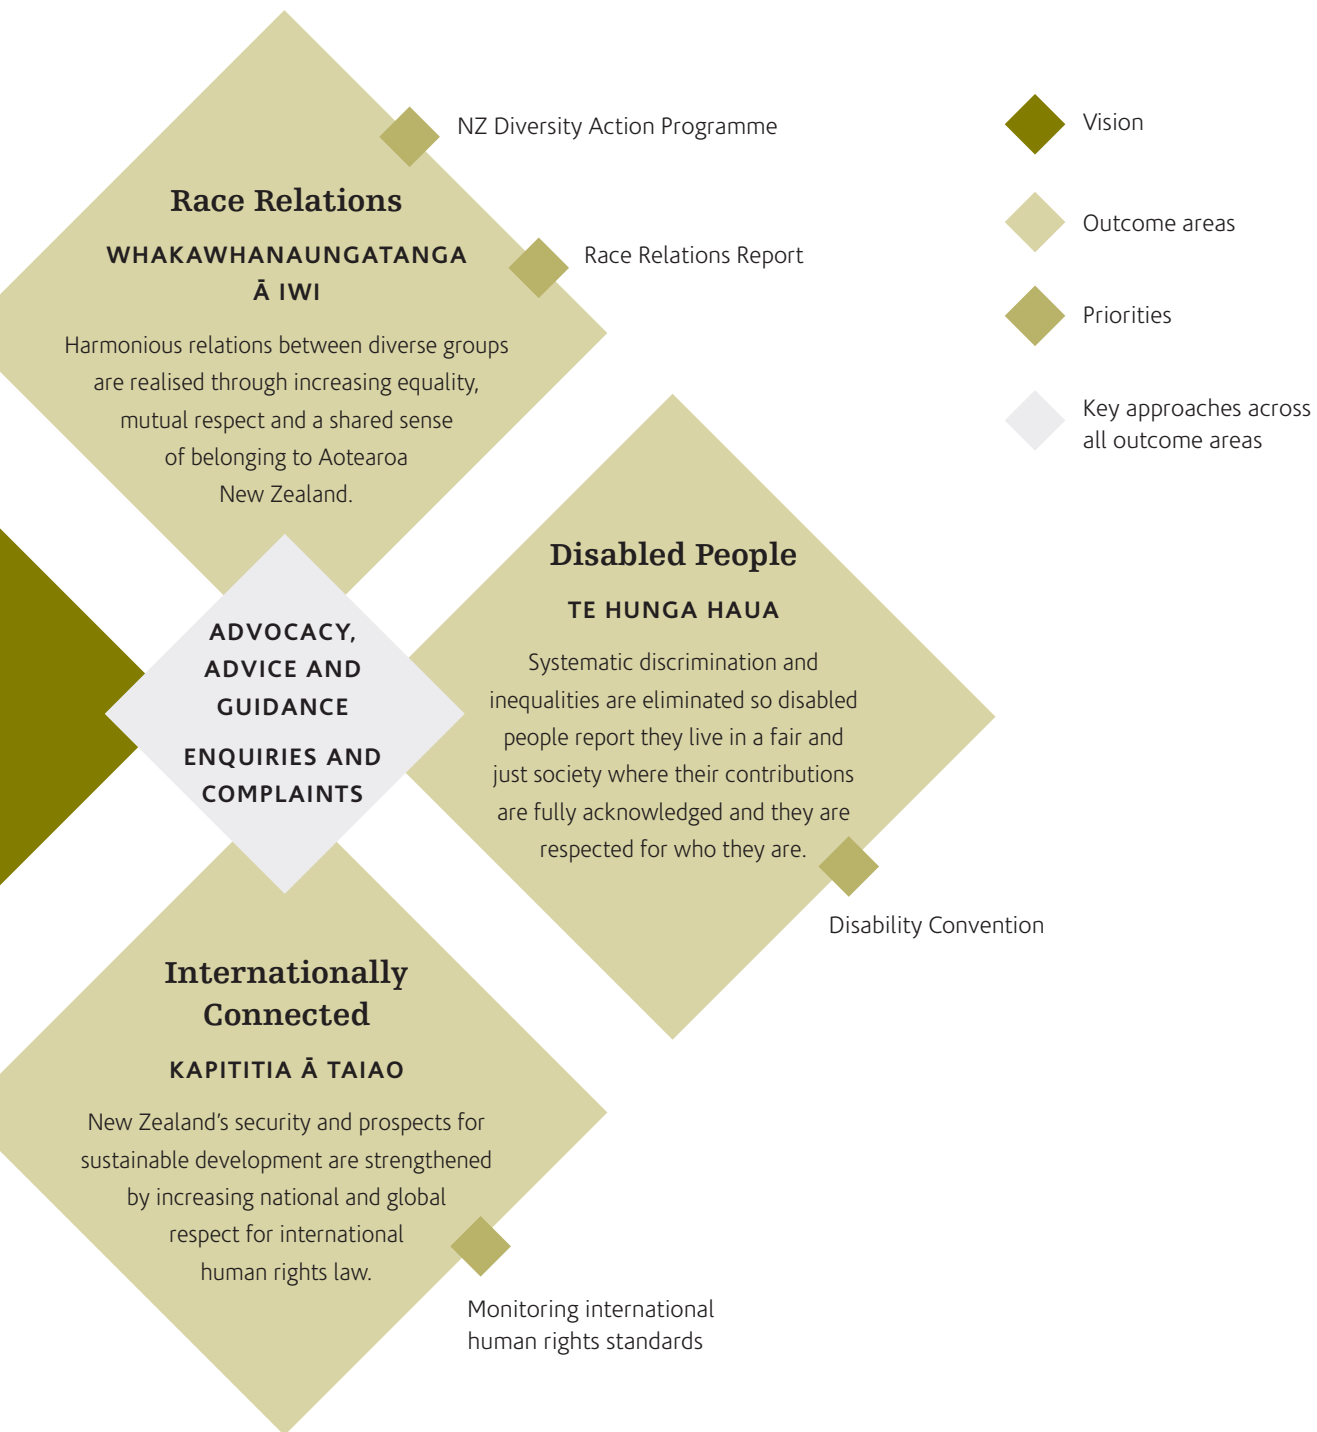 NZ Diversity Action Programme
Race Relations Report
Race Relations
WHAKAWHANAUNGATANGA
Ā IWI
Harmonious relations between diverse groups
are realised through increasing equality,
mutual respect and a shared sense
of belonging to Aotearoa
New Zealand.
Vision
Outcome areas
Priorities
Key approaches across
all outcome areas
ADVOCACY,
ADVICE AND
GUIDANCE
ENQUIRIES AND
COMPLAINTS
Disabled People
TE HUNGA HAUA
Systematic discrimination and
inequalities are eliminated so disabled
people report they live in a fair and
just society where their contributions
are fully acknowledged and they are
respected for who they are.
Disability Convention
Internationally
Connected
KAPITITIA Ā TAIAO
New Zealand’s security and prospects for
sustainable development are strengthened
by increasing national and global
respect for international
human rights law.
Monitoring international
human rights standards